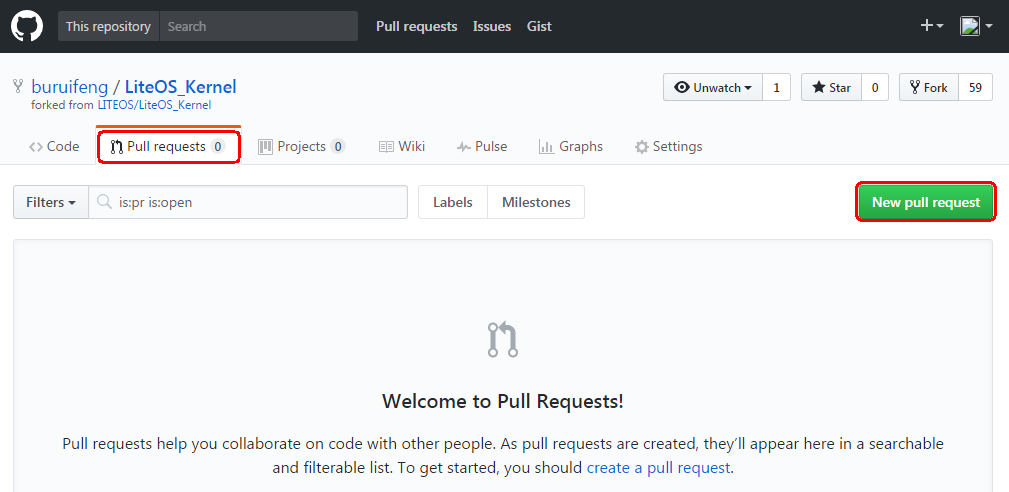 This repository Search Pull requests Issues Gist
buruifeng / LiteOS_Kernel Unwatch 1 Star 0 Fork 59
forked from LITEOS/LiteOS_Kernel
Code Pull requests 0 Projects 0 Wiki Pulse Graphs Settings
Filters is:pr is:open Labels Milestones New pull request
Welcome to Pull Requests!
Pull requests help you collaborate on code with other people. As pull requests are created, they’ll appear here in a searchable
and filterable list. To get started, you should create a pull request.